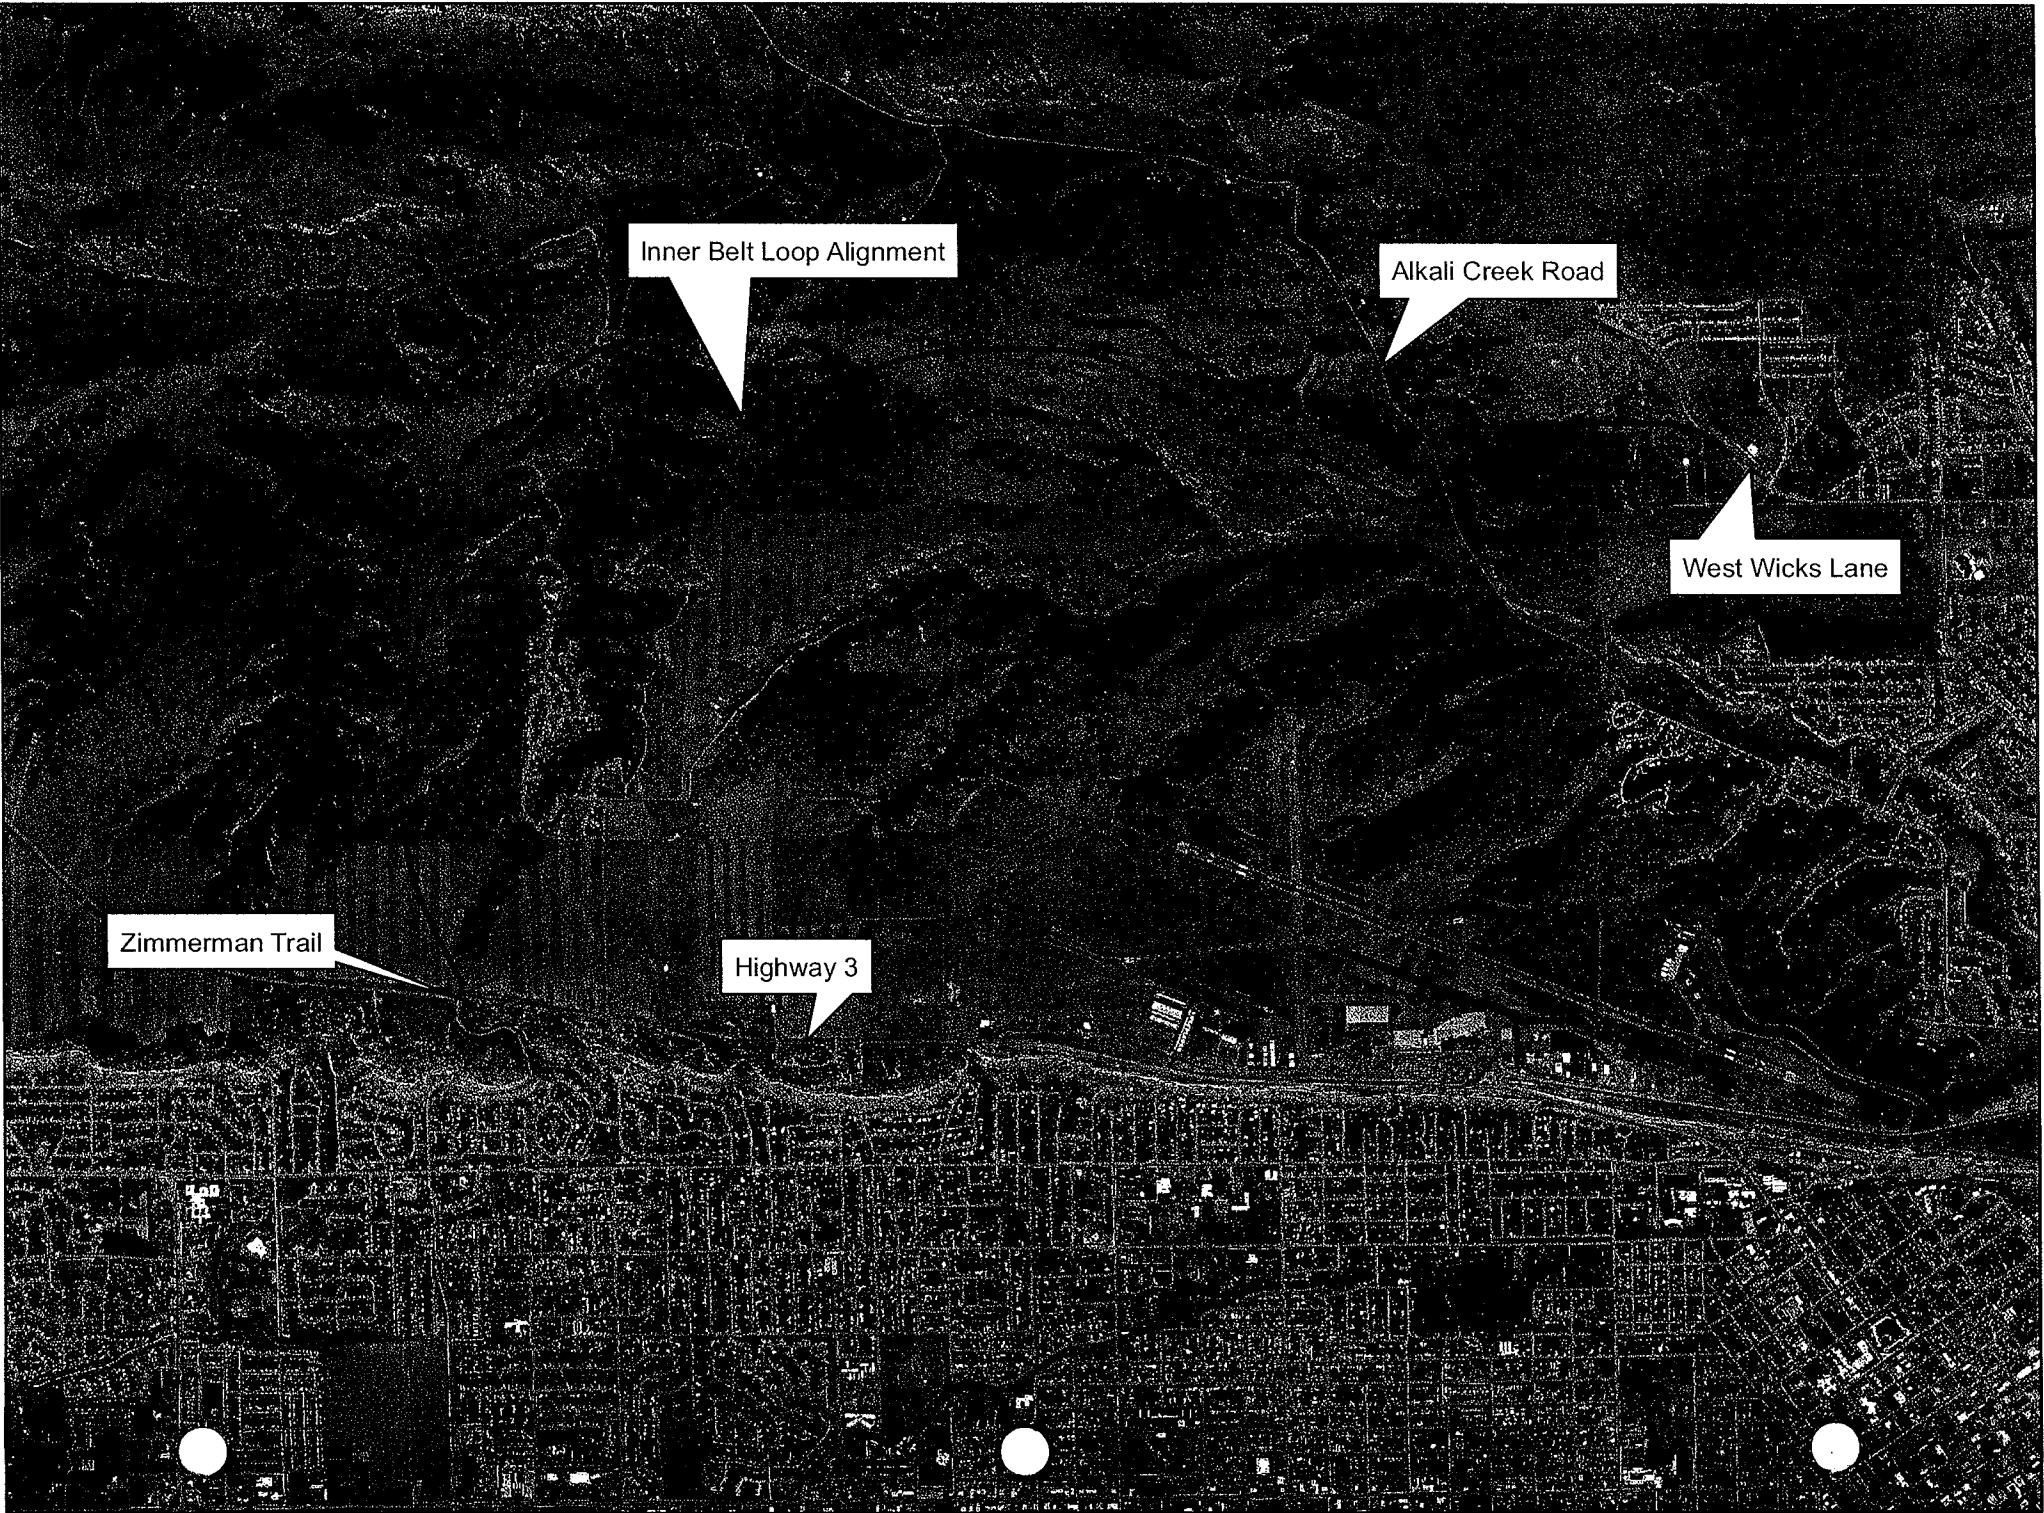 Inner Belt Loop Alignment
Alkali Creek Road
West Wicks Lane
Zimmerman Trail
Highway 3